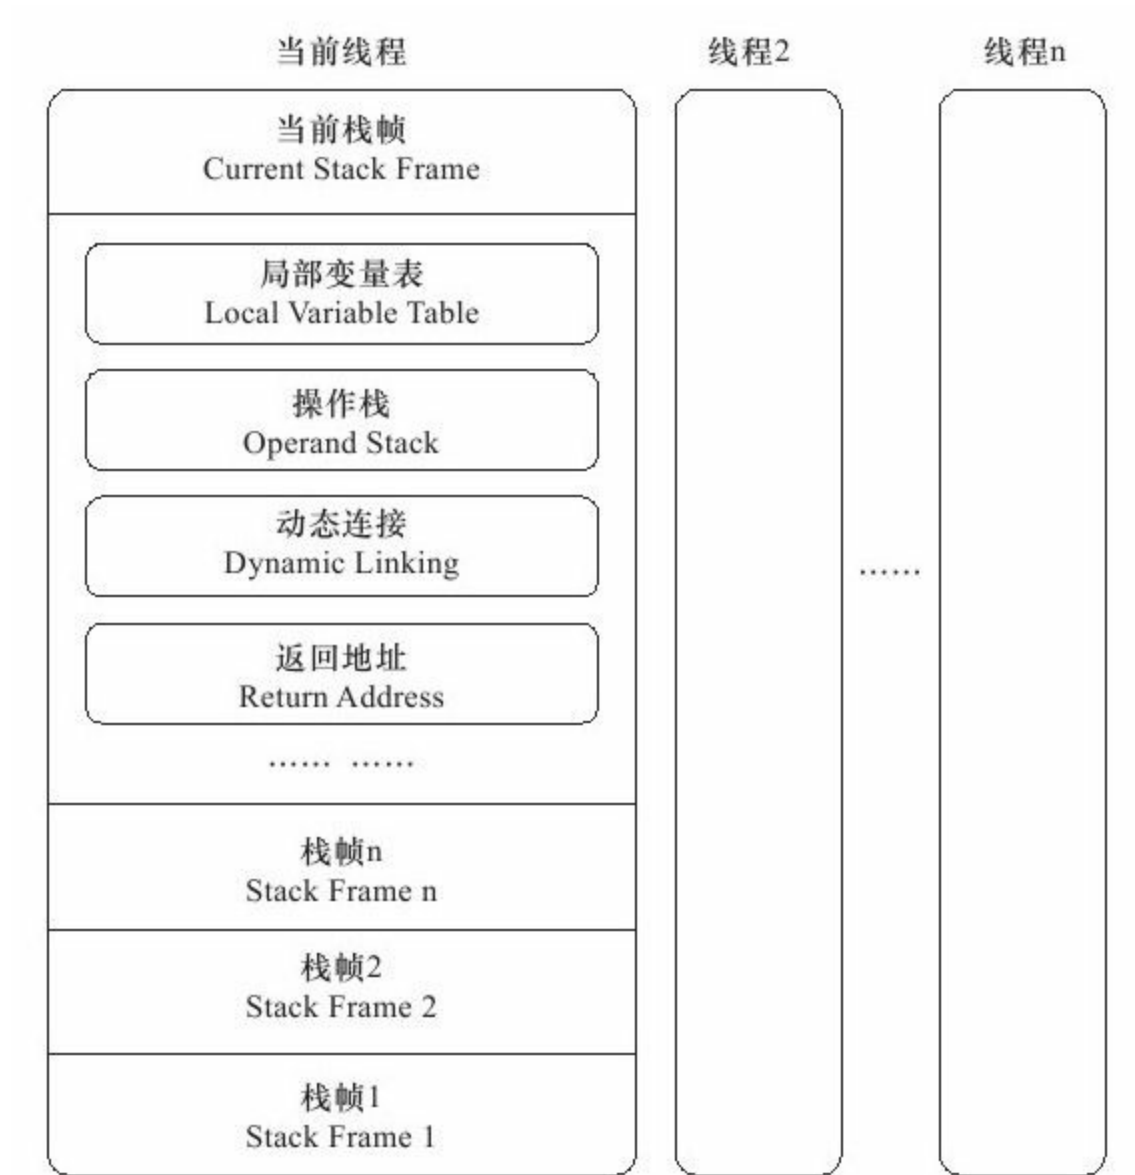 当前线程
线程2
线程n
当前栈帧
Current Stack Frame
局部变量表
Local Variable Table
操作栈
Operand Stack
动态连接
Dynamic Linking
……
返回地址
Return Address
…… ……
栈帧n
Stack Frame n
栈帧2
Stack Frame 2
栈帧1
Stack Frame 1